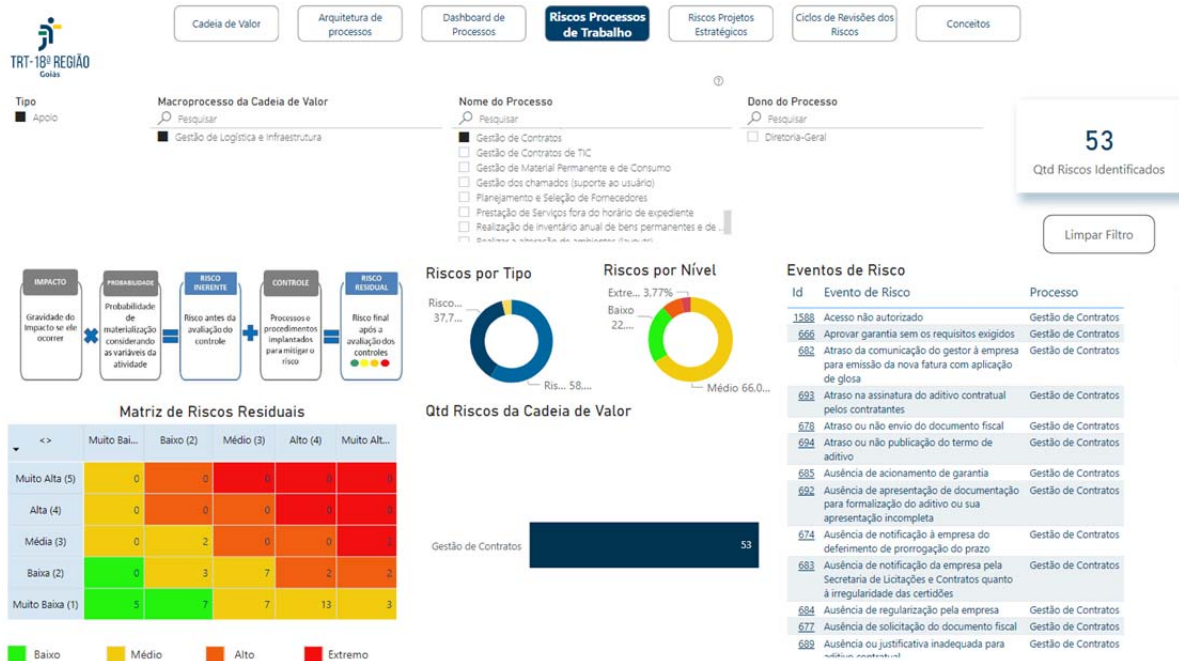 Cadeia de Valor
Arquitetura de
processos
Dashboard de
Processos
Riscos Processos
de Trabalho
Riscos Projetos
Estratégicos
Ciclos de Revisões dos
Riscos
Conceitos
TRT-18ª REGIÃO
Goiás
Tipo
Apoio
Macroprocesso da Cadeia de Valor
Pesquisar
Gestão de Logística e Infraestrutura
Nome do Processo
Pesquisar
Gestão de Contratos
Gestão de Contratos de TIC
Gestão de Material Permanente e de Consumo
Gestão dos chamados (suporte ao usuário)
Planejamento e Seleção de Fornecedores
Prestação de Serviços fora do horário de expediente
Realização de inventário anual de bens permanentes e de ...
Realizar a alteração de ambientes (layouts)
Dono do Processo
Pesquisar
Diretoria-Geral
53
Qtd Riscos Identificados
Limpar Filtro
IMPACTO
Gravidade do
Impacto se ele
ocorrer
PROBABILIDADE
Probabilidade
de
materialização
considerando
as variáveis da
atividade
RISCO
INERENTE
Risco antes da
avaliação do
controle
CONTROLE
Processos e
procedimentos
implantados
para mitigar o
risco
RISCO
RESIDUAL
Risco final
após a
avaliação dos
controles
Riscos por Tipo
Risco...
37,7...
Ris... 58....
Riscos por Nível
Extre... 3.77%
Baixo
22....
Médio 66.0...
Matriz de Riscos Residuais
<> Muito Bai... Baixo (2) Médio (3) Alto (4) Muito Alt...
Muito Alta (5) 0 0 0 0 0
Alta (4) 0 0 0 0 0
Média (3) 0 2 0 0 2
Baixa (2) 0 3 7 2 2
Muito Baixa (1) 5 7 7 13 3
Baixo Médio Alto Extremo
Qtd Riscos da Cadeia de Valor
Gestão de Contratos 53
Eventos de Risco
Id Evento de Risco Processo
1588 Acesso não autorizado Gestão de Contratos
666 Aprovar garantia sem os requisitos exigidos Gestão de Contratos
682 Atraso da comunicação do gestor à empresa Gestão de Contratos
para emissão da nova fatura com aplicação
de glosa
693 Atraso na assinatura do aditivo contratual Gestão de Contratos
pelos contratantes
678 Atraso ou não envio do documento fiscal Gestão de Contratos
694 Atraso ou não publicação do termo de Gestão de Contratos
aditivo
685 Ausência de acionamento de garantia Gestão de Contratos
692 Ausência de apresentação de documentação Gestão de Contratos
para formalização do aditivo ou sua
apresentação incompleta
674 Ausência de notificação à empresa do Gestão de Contratos
deferimento de prorrogação do prazo
683 Ausência de notificação da empresa pela Gestão de Contratos
Secretaria de Licitações e Contratos quanto
à irregularidade das certidões
684 Ausência de regularização pela empresa Gestão de Contratos
677 Ausência de solicitação do documento fiscal Gestão de Contratos
689 Ausência ou justificativa inadequada para Gestão de Contratos
aditivo contratual